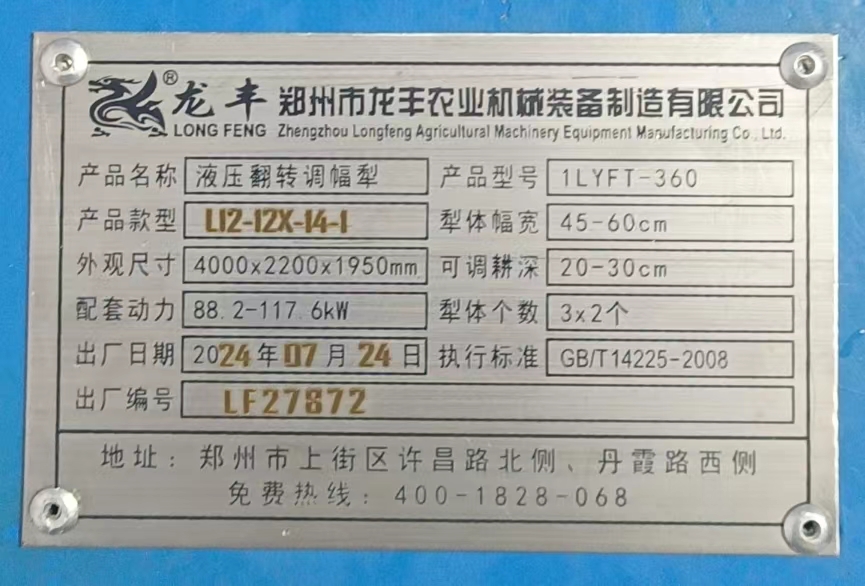 ® 龙丰 郑州市龙丰农业机械装备制造有限公司
LONG FENG Zhengzhou Longfeng Agricultural Machinery Equipment Manufacturing Co., Ltd.
产品名称 液压翻转调幅犁 产品型号 1LYFT-360
产品款型 L12-12X-14-1 犁体幅宽 45-60cm
外观尺寸 4000x2200x1950mm 可调耕深 20-30cm
配套动力 88.2-117.6kW 犁体个数 3x2个
出厂日期 2024年07月24日 执行标准 GB/T14225-2008
出厂编号 LF27872
地址：郑州市上街区许昌路北侧、丹霞路西侧
免费热线：400-1828-068